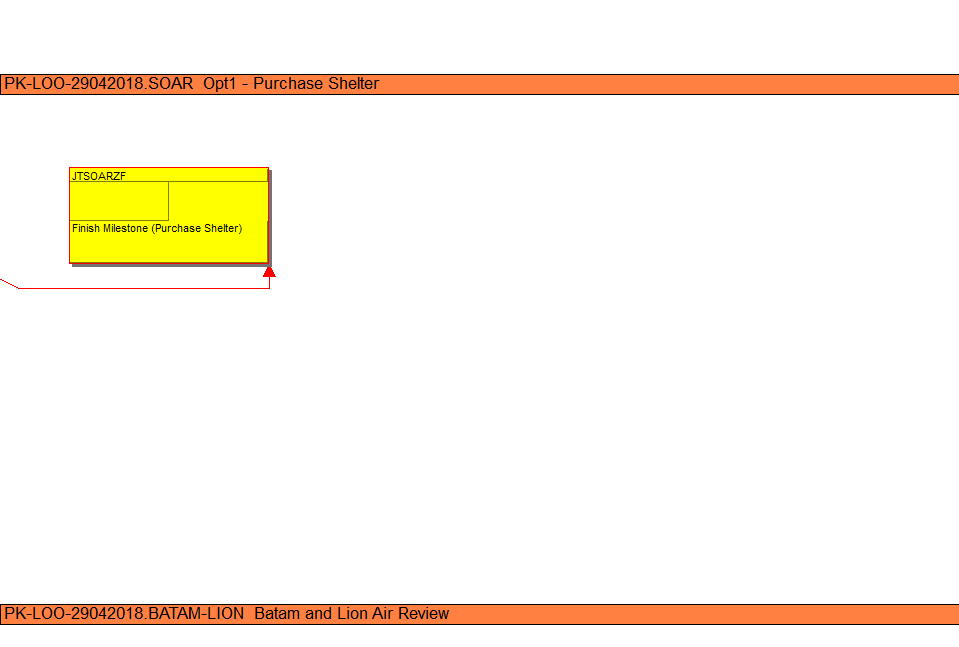 PK-LOO-29042018.SOAR  Opt1 - Purchase Shelter
JTSOARZF
Finish Milestone (Purchase Shelter)
PK-LOO-29042018.BATAM-LION  Batam and Lion Air Review